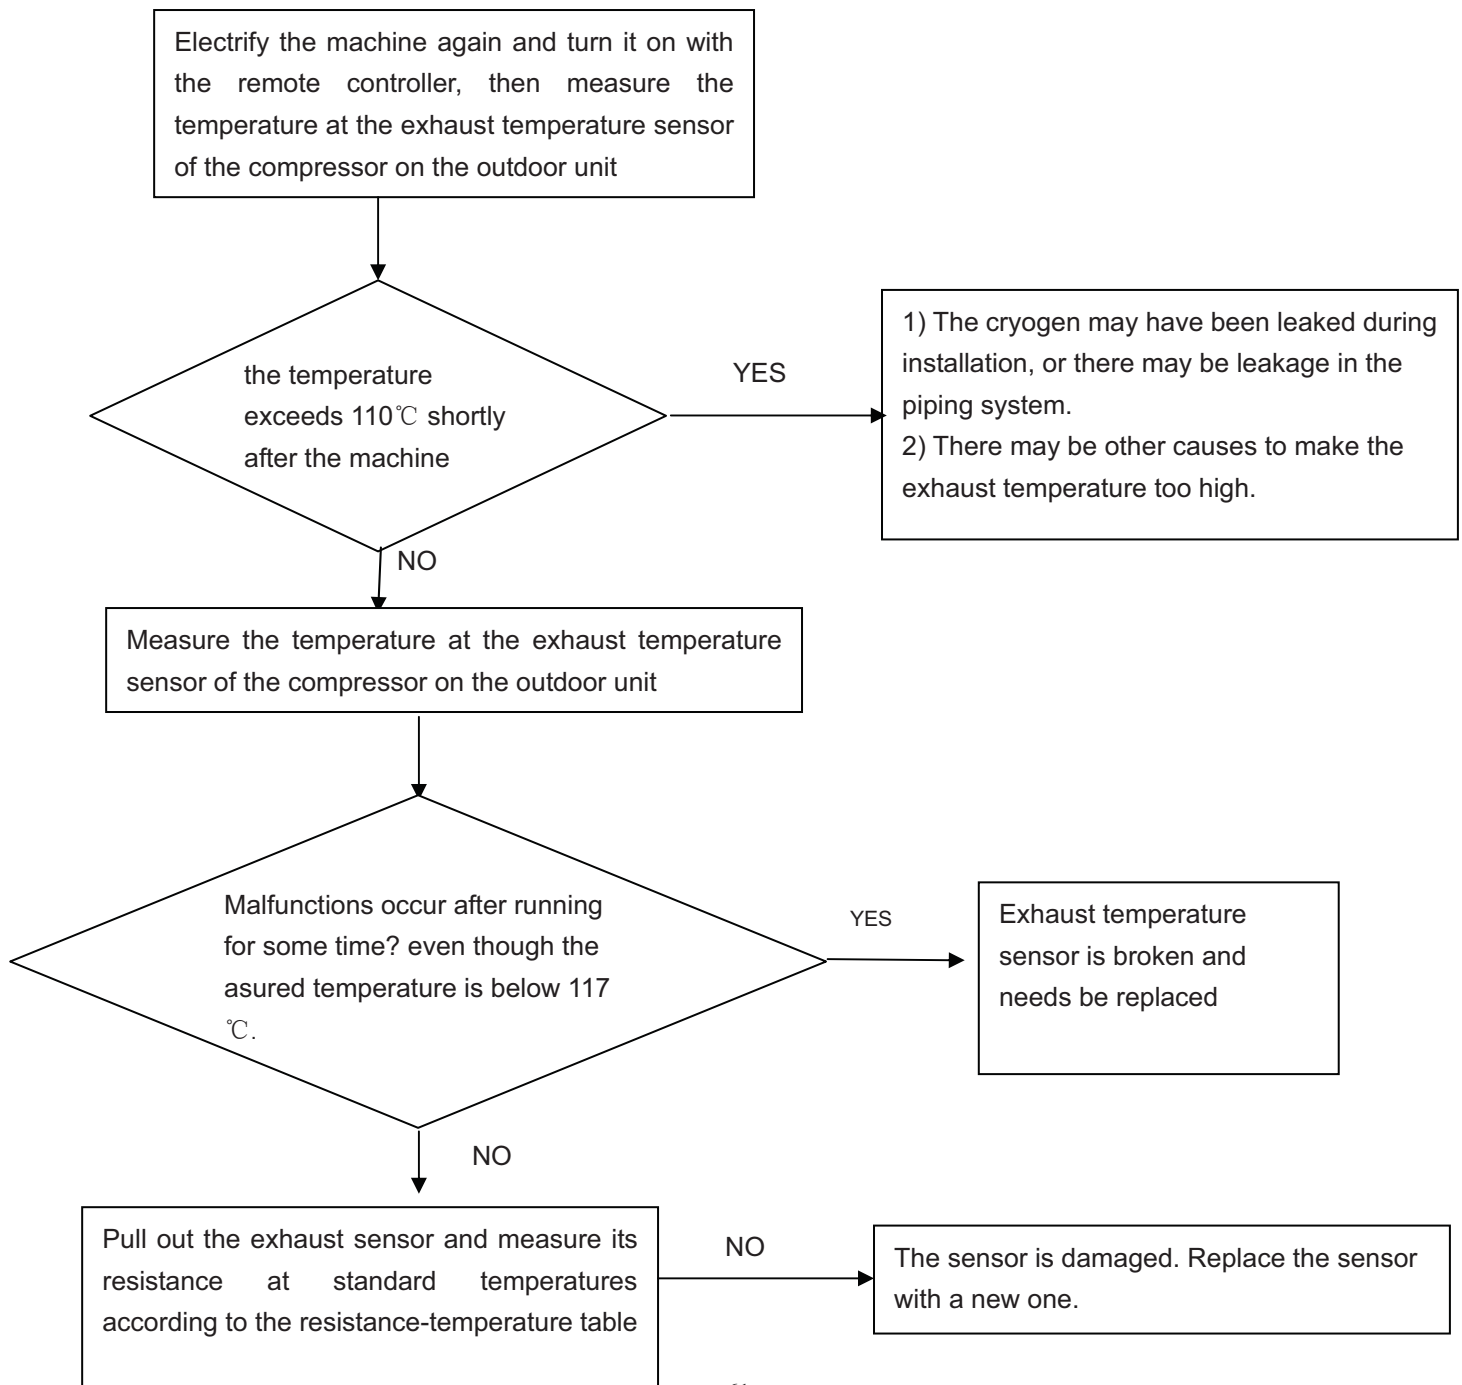 Electrify the machine again and turn it on with
the remote controller, then measure the
temperature at the exhaust temperature sensor
of the compressor on the outdoor unit
the temperature
exceeds 110℃ shortly
after the machine
YES
1) The cryogen may have been leaked during
installation, or there may be leakage in the
piping system.
2) There may be other causes to make the
exhaust temperature too high.
NO
Measure the temperature at the exhaust temperature
sensor of the compressor on the outdoor unit
Malfunctions occur after running
for some time? even though the
asured temperature is below 117
℃.
YES
Exhaust temperature
sensor is broken and
needs be replaced
NO
Pull out the exhaust sensor and measure its
resistance at standard temperatures
according to the resistance-temperature table
NO
The sensor is damaged. Replace the sensor
with a new one.